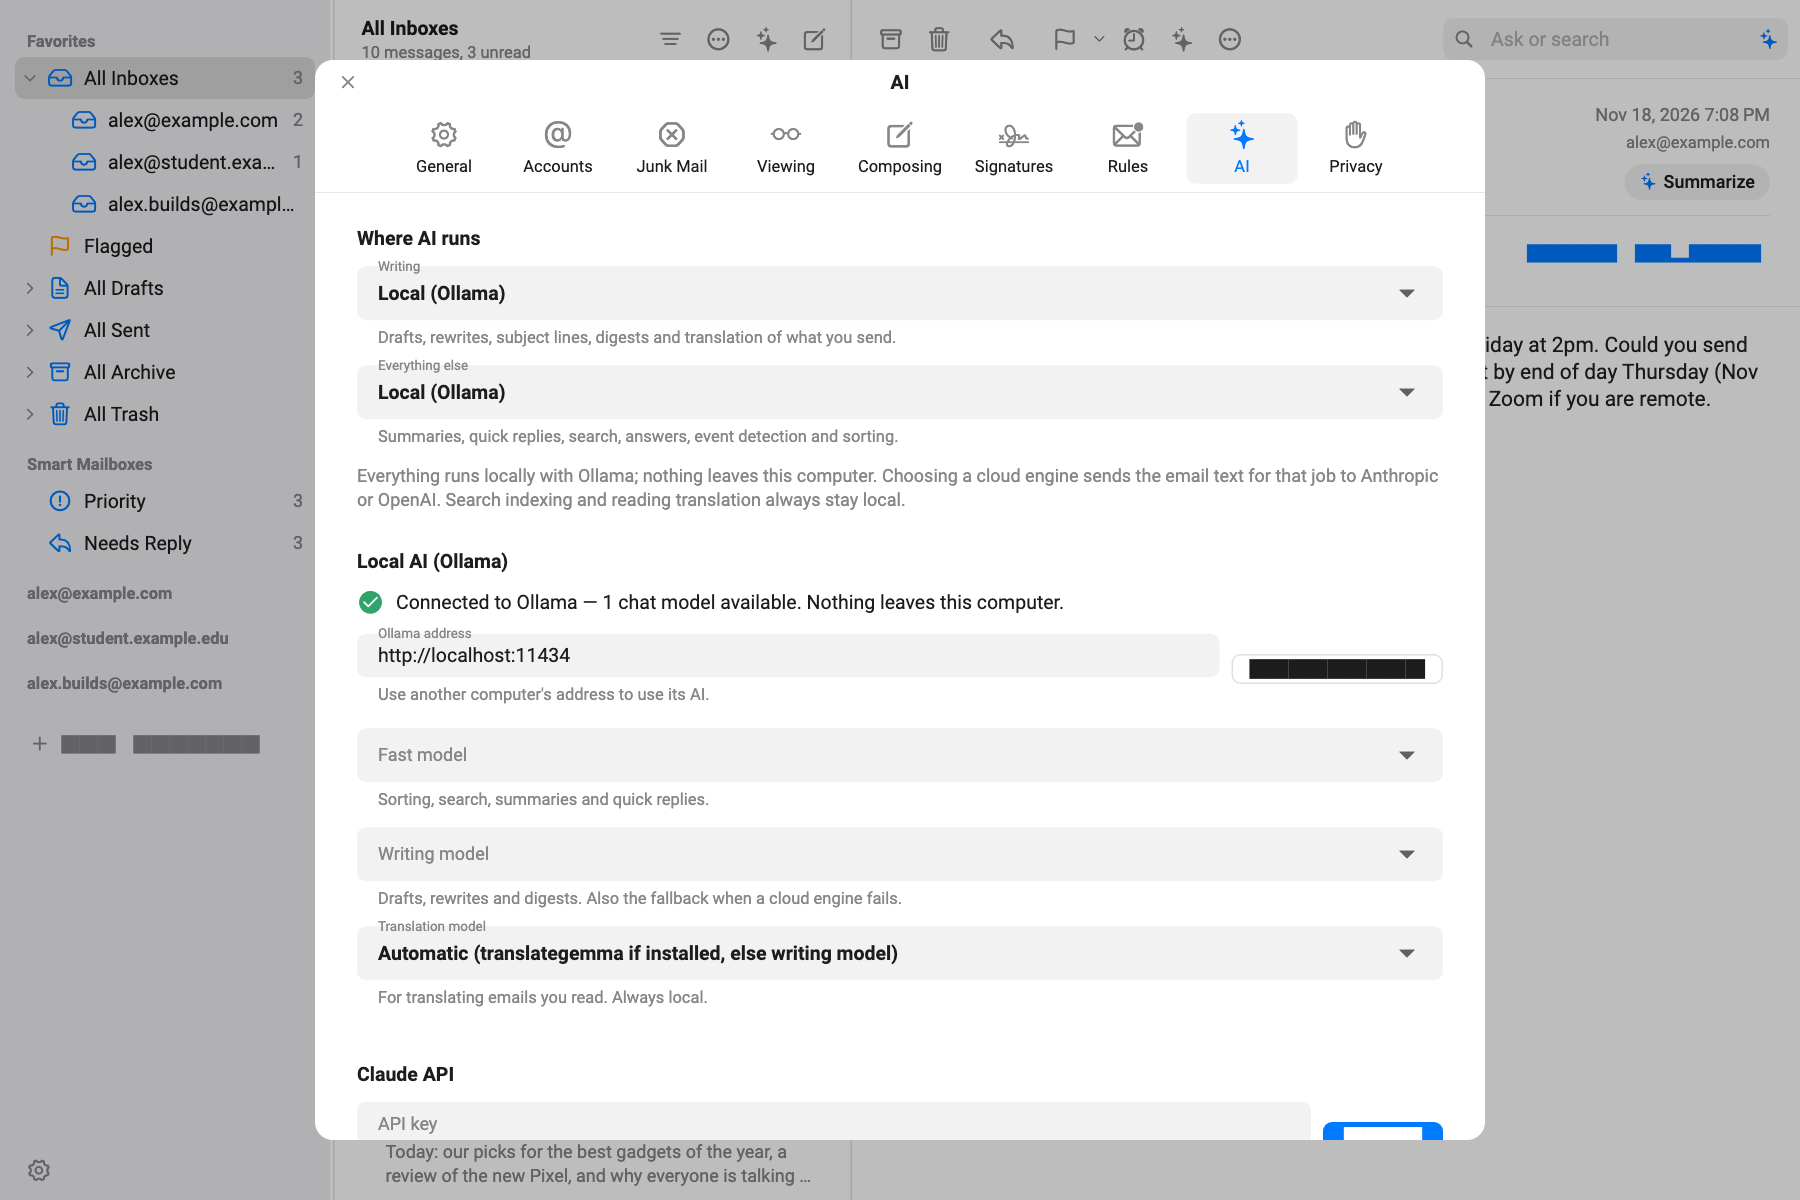 Favorites
All Inboxes 3
alex@example.com 2
alex@student.exa... 1
alex.builds@exampl...
Flagged
All Drafts
All Sent
All Archive
All Trash
Smart Mailboxes
Priority 3
Needs Reply 3
alex@example.com
alex@student.example.edu
alex.builds@example.com
All Inboxes
10 messages, 3 unread
Ask or search
Nov 18, 2026 7:08 PM
alex@example.com
Summarize
iday at 2pm. Could you send
t by end of day Thursday (Nov
Zoom if you are remote.
AI
General
Accounts
Junk Mail
Viewing
Composing
Signatures
Rules
AI
Privacy
Where AI runs
Writing
Local (Ollama)
Drafts, rewrites, subject lines, digests and translation of what you send.
Everything else
Local (Ollama)
Summaries, quick replies, search, answers, event detection and sorting.
Everything runs locally with Ollama; nothing leaves this computer. Choosing a cloud engine sends the email text for that job to Anthropic
or OpenAI. Search indexing and reading translation always stay local.
Local AI (Ollama)
Connected to Ollama — 1 chat model available. Nothing leaves this computer.
Ollama address
http://localhost:11434
Use another computer's address to use its AI.
Fast model
Sorting, search, summaries and quick replies.
Writing model
Drafts, rewrites and digests. Also the fallback when a cloud engine fails.
Translation model
Automatic (translategemma if installed, else writing model)
For translating emails you read. Always local.
Claude API
API key
Today: our picks for the best gadgets of the year, a
review of the new Pixel, and why everyone is talking ...